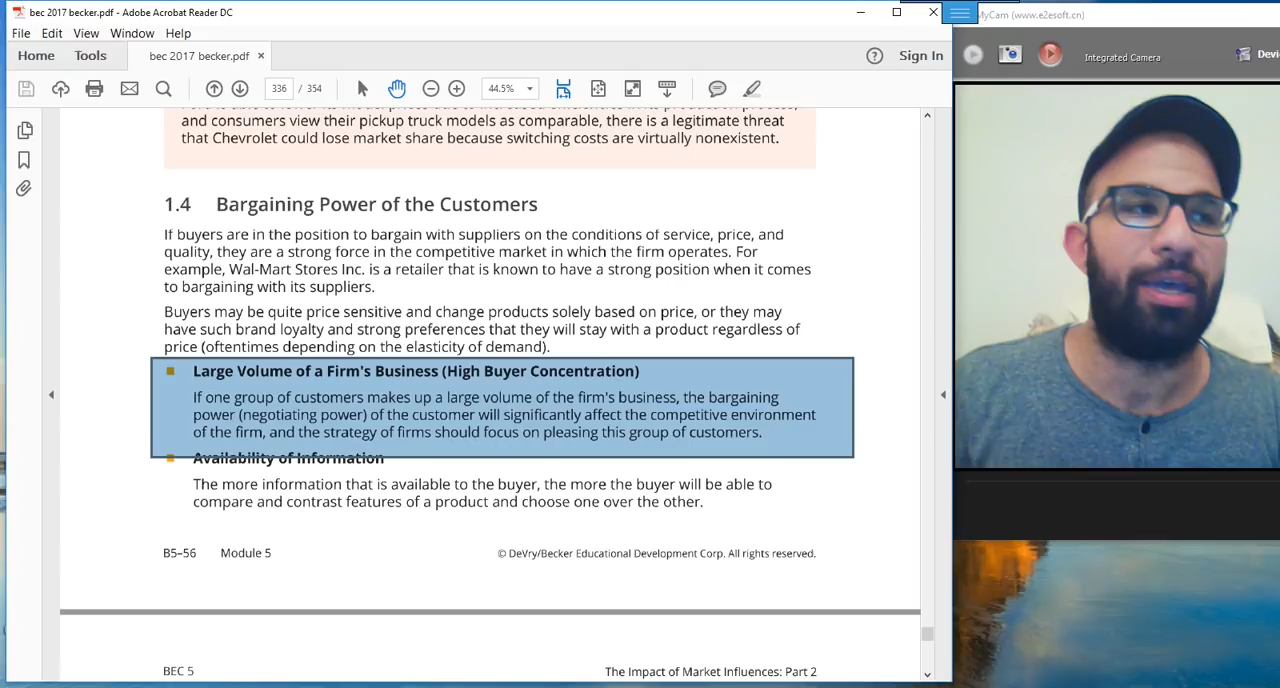 bec 2017 becker.pdf - Adobe Acrobat Reader DC
MyCam (www.e2esoft.cn)
File Edit View Window Help
Home Tools bec 2017 becker.pdf × Sign In
Integrated Camera
Devi
336 / 354 44.5%
and consumers view their pickup truck models as comparable, there is a legitimate threat
that Chevrolet could lose market share because switching costs are virtually nonexistent.
1.4 Bargaining Power of the Customers
If buyers are in the position to bargain with suppliers on the conditions of service, price, and
quality, they are a strong force in the competitive market in which the firm operates. For
example, Wal-Mart Stores Inc. is a retailer that is known to have a strong position when it comes
to bargaining with its suppliers.
Buyers may be quite price sensitive and change products solely based on price, or they may
have such brand loyalty and strong preferences that they will stay with a product regardless of
price (oftentimes depending on the elasticity of demand).
Large Volume of a Firm's Business (High Buyer Concentration)
If one group of customers makes up a large volume of the firm's business, the bargaining
power (negotiating power) of the customer will significantly affect the competitive environment
of the firm, and the strategy of firms should focus on pleasing this group of customers.
Availability of Information
The more information that is available to the buyer, the more the buyer will be able to
compare and contrast features of a product and choose one over the other.
B5–56 Module 5 © DeVry/Becker Educational Development Corp. All rights reserved.
BEC 5 The Impact of Market Influences: Part 2